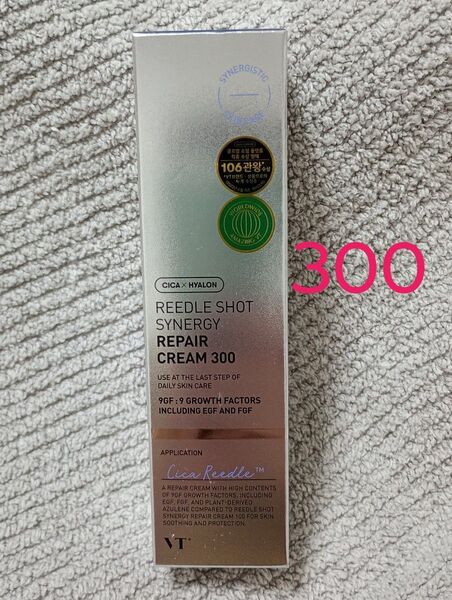 SYNERGISTIC
SKINCARE
106관왕
WORLDWIDE
AMAZING
300
CICA × HYALON
REEDLE SHOT
SYNERGY
REPAIR
CREAM 300
USE AT THE LAST STEP OF
DAILY SKIN CARE
9GF : 9 GROWTH FACTORS
INCLUDING EGF AND FGF
APPLICATION
Cica Reedle™
A REPAIR CREAM WITH HIGH CONTENTS
OF 9GF GROWTH FACTORS, INCLUDING
EGF, FGF, AND PLANT-DERIVED
AZULENE COMPARED TO REEDLE SHOT
SYNERGY REPAIR CREAM 100 FOR SKIN
SOOTHING AND PROTECTION.
VT